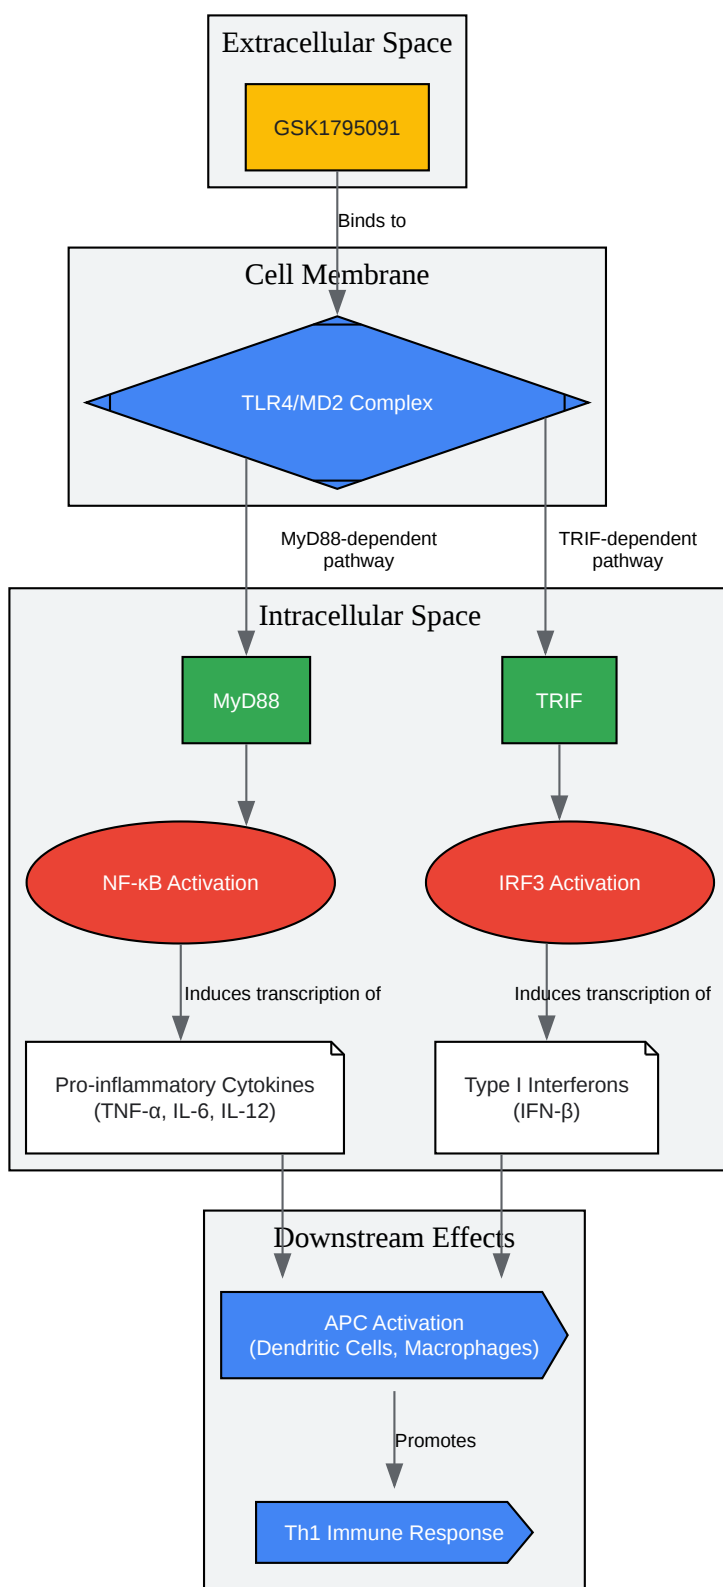 Extracellular Space
GSK1795091
Binds to
Cell Membrane
TLR4/MD2 Complex
MyD88-dependent
pathway
TRIF-dependent
pathway
Intracellular Space
MyD88
TRIF
NF-κB Activation
IRF3 Activation
Induces transcription of
Induces transcription of
Pro-inflammatory Cytokines
(TNF-α, IL-6, IL-12)
Type I Interferons
(IFN-β)
Downstream Effects
APC Activation
(Dendritic Cells, Macrophages)
Promotes
Th1 Immune Response